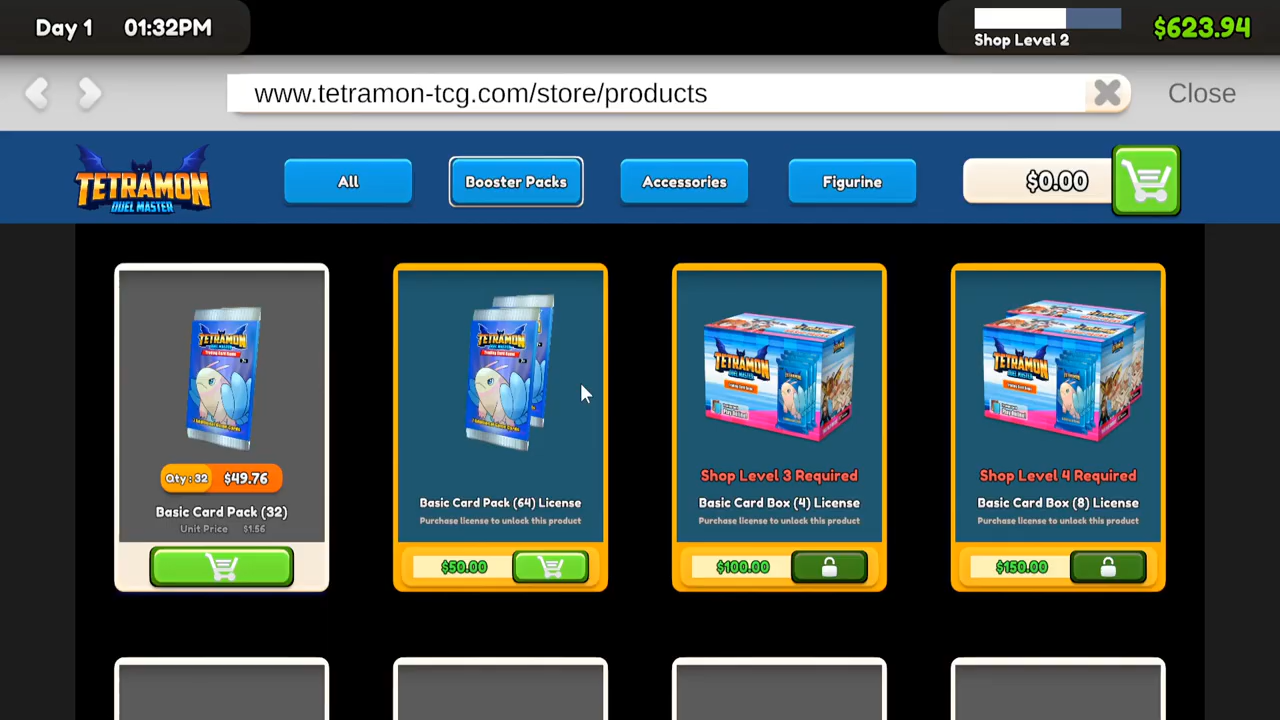 Day 1 01:32PM
Shop Level 2
$623.94
www.tetramon-tcg.com/store/products
Close
TETRAMON
DUEL MASTER
All
Booster Packs
Accessories
Figurine
$0.00
TETRAMON
TETRAMON
TETRAMON
TETRAMON
Qty : 32 $49.76
Basic Card Pack (32)
Unit Price $1.56
Basic Card Pack (64) License
Purchase license to unlock this product
Shop Level 3 Required
Basic Card Box (4) License
Purchase license to unlock this product
Shop Level 4 Required
Basic Card Box (8) License
Purchase license to unlock this product
$50.00
$100.00
$150.00